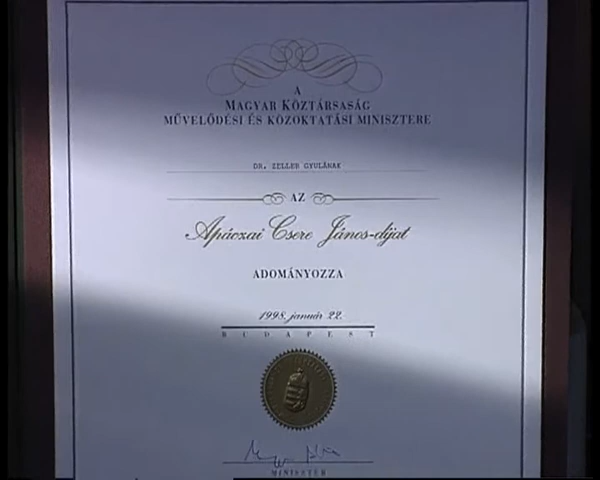 A
MAGYAR KÖZTÁRSASÁG
MŰVELŐDÉSI ÉS KÖZOKTATÁSI MINISZTERE
DR. ZELLER GYULÁNAK
AZ
Apáczai Csere János-díjat
ADOMÁNYOZZA
1998. január 22.
BUDAPEST
MINISZTER